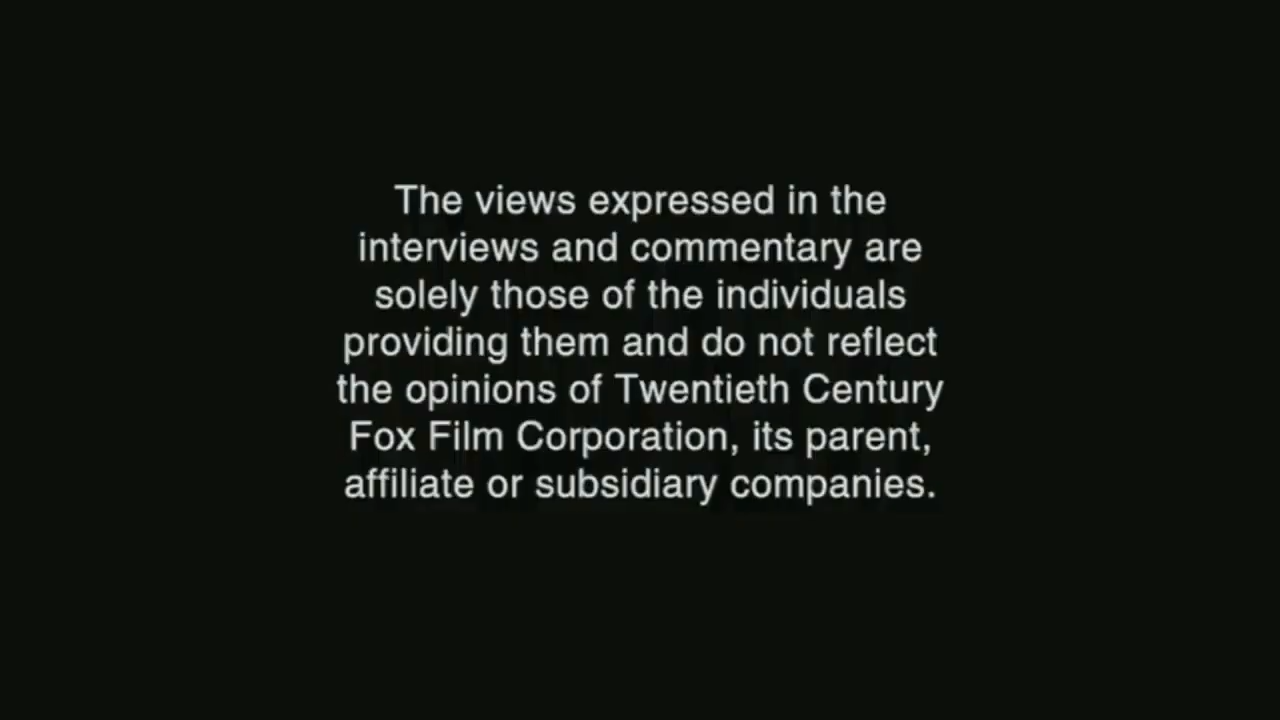 The views expressed in the
interviews and commentary are
solely those of the individuals
providing them and do not reflect
the opinions of Twentieth Century
Fox Film Corporation, its parent,
affiliate or subsidiary companies.